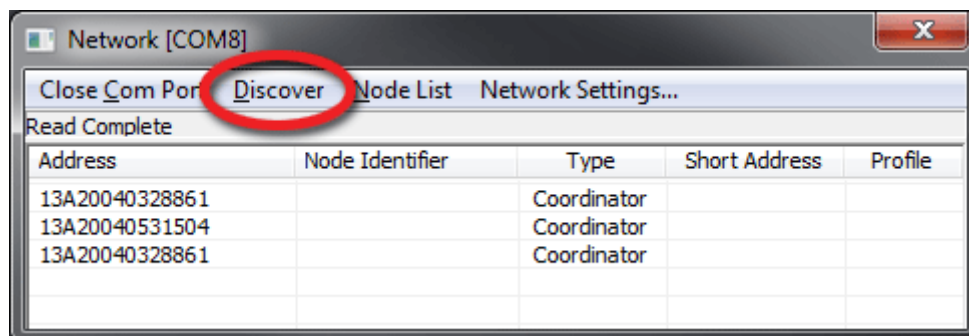 Network [COM8]
Close Com Port Discover Node List Network Settings...
Read Complete
Address Node Identifier Type Short Address Profile
13A20040328861 Coordinator
13A20040531504 Coordinator
13A20040328861 Coordinator